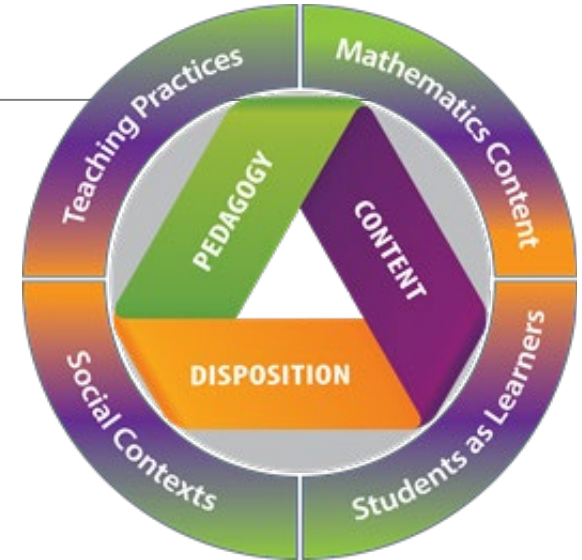 Teaching Practices
Mathematics Content
PEDAGOGY
CONTENT
DISPOSITION
Social Contexts
Students as Learners